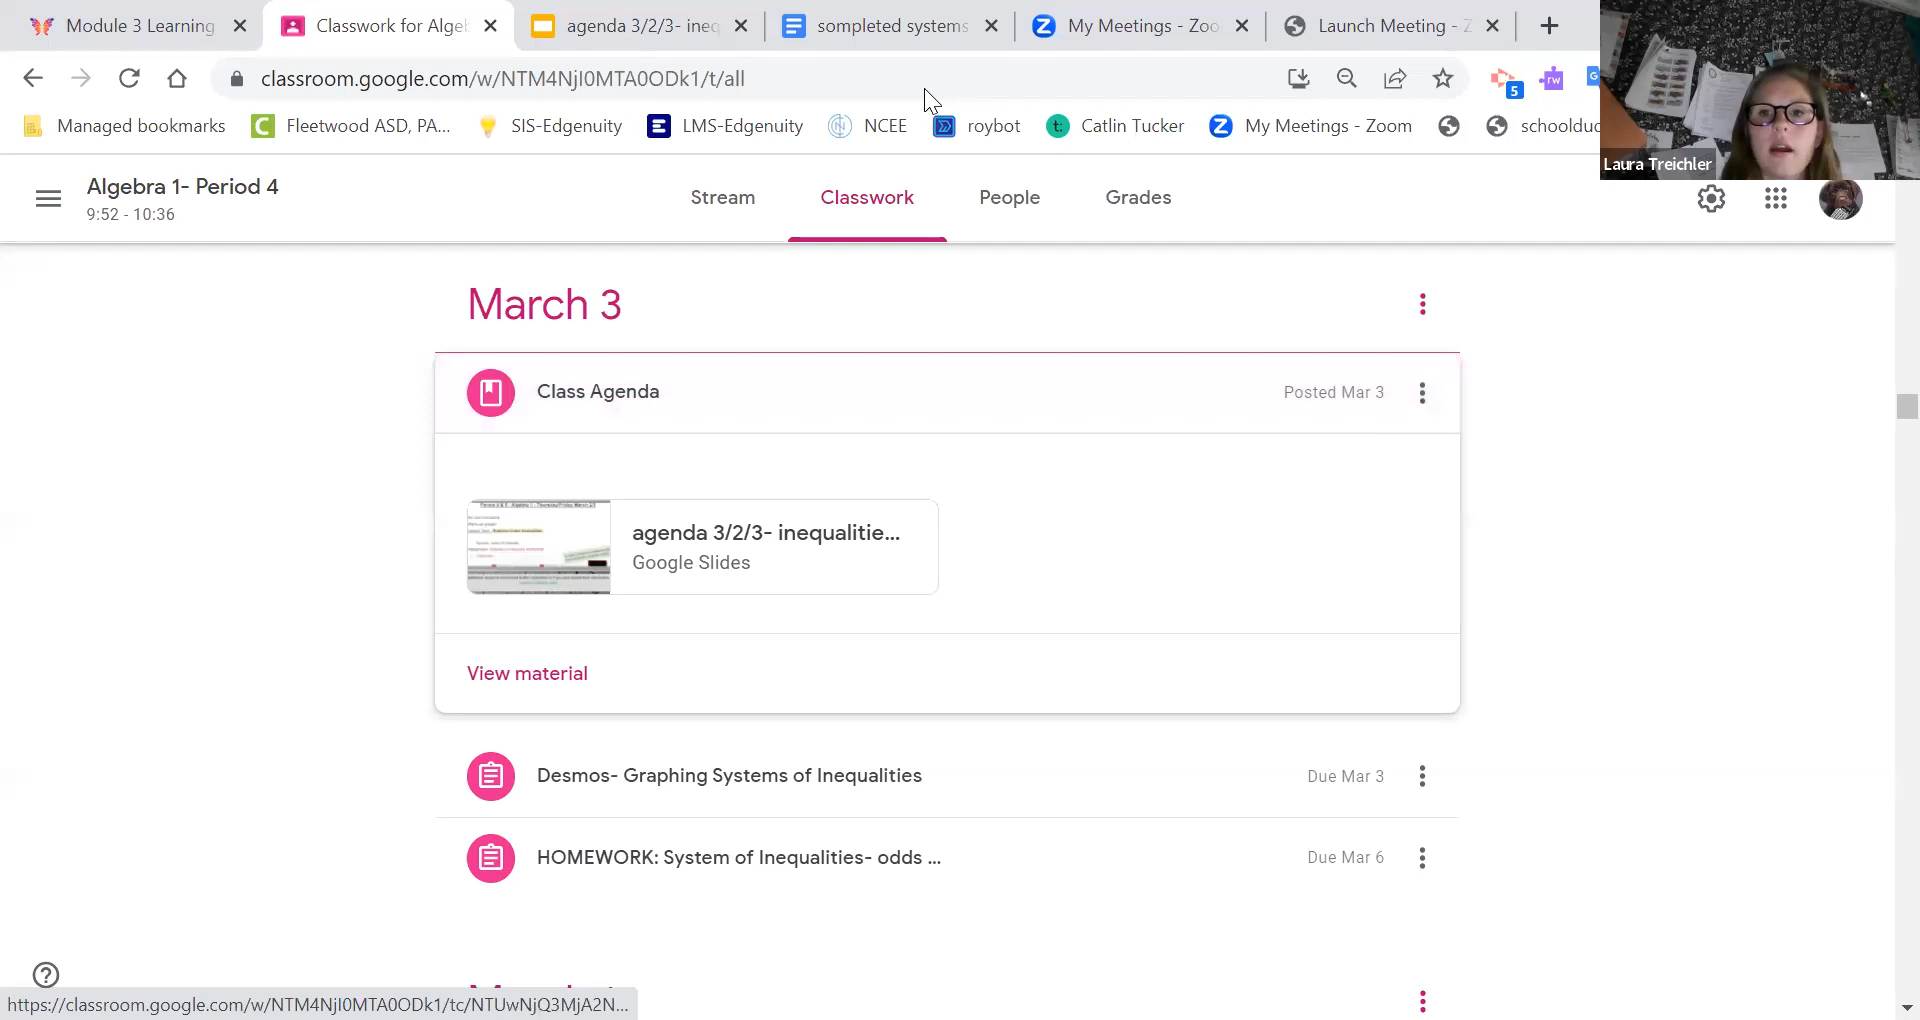 Module 3 Learning
Classwork for Algeb
agenda 3/2/3- ineq
sompleted systems
My Meetings - Zoo
Launch Meeting - Z
classroom.google.com/w/NTM4NjI0MTA0ODk1/t/all
5
rw
Managed bookmarks
Fleetwood ASD, PA...
SIS-Edgenuity
LMS-Edgenuity
NCEE
roybot
t:
Catlin Tucker
My Meetings - Zoom
schoolduc
Laura Treichler
Algebra 1- Period 4
9:52 - 10:36
Stream
Classwork
People
Grades
March 3
Class Agenda
Posted Mar 3
agenda 3/2/3- inequalitie...
Google Slides
View material
Desmos- Graphing Systems of Inequalities
Due Mar 3
HOMEWORK: System of Inequalities- odds ...
Due Mar 6
https://classroom.google.com/w/NTM4NjI0MTA0ODk1/tc/NTUwNjQ3MjA2N...